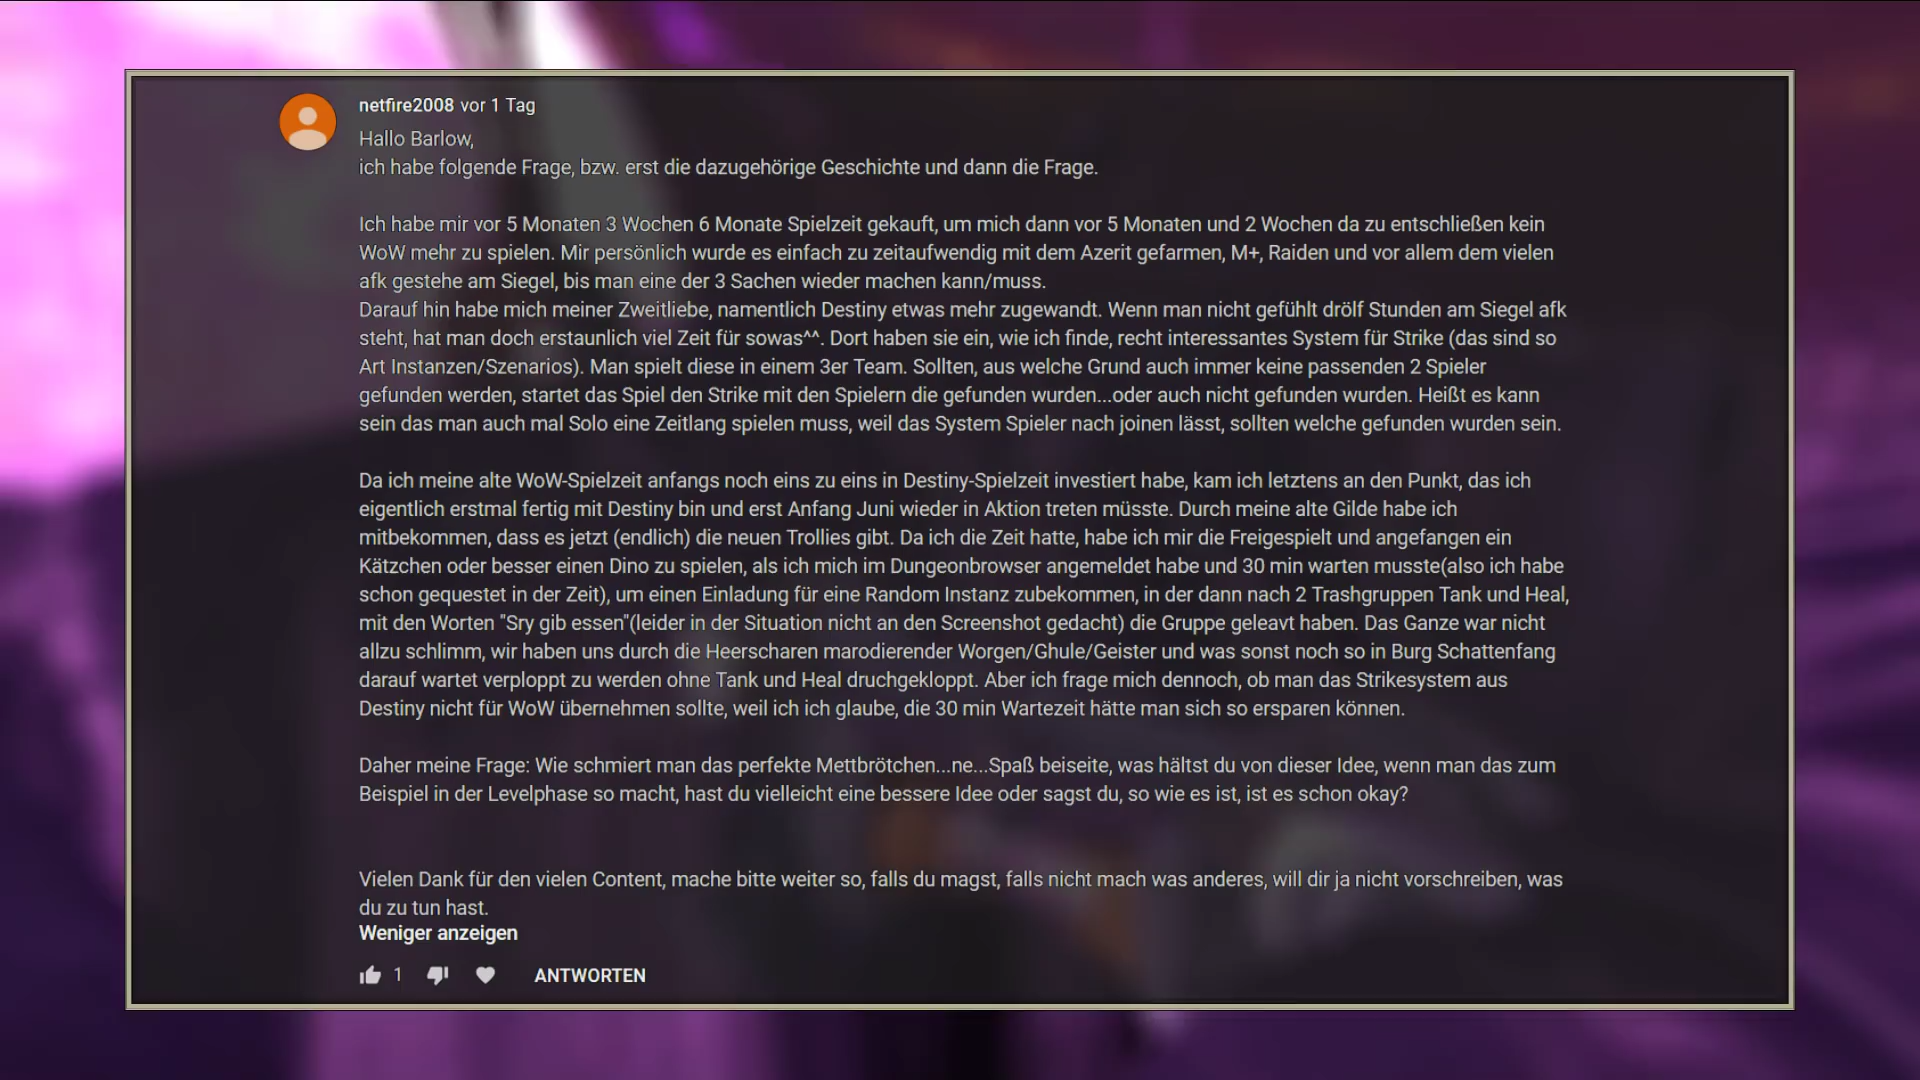 netfire2008 vor 1 Tag
Hallo Barlow,
ich habe folgende Frage, bzw. erst die dazugehörige Geschichte und dann die Frage.
Ich habe mir vor 5 Monaten 3 Wochen 6 Monate Spielzeit gekauft, um mich dann vor 5 Monaten und 2 Wochen da zu entschließen kein
WoW mehr zu spielen. Mir persönlich wurde es einfach zu zeitaufwendig mit dem Azerit gefarmen, M+, Raiden und vor allem dem vielen
afk gestehe am Siegel, bis man eine der 3 Sachen wieder machen kann/muss.
Darauf hin habe mich meiner Zweitliebe, namentlich Destiny etwas mehr zugewandt. Wenn man nicht gefühlt drölf Stunden am Siegel afk
steht, hat man doch erstaunlich viel Zeit für sowas^^. Dort haben sie ein, wie ich finde, recht interessantes System für Strike (das sind so
Art Instanzen/Szenarios). Man spielt diese in einem 3er Team. Sollten, aus welche Grund auch immer keine passenden 2 Spieler
gefunden werden, startet das Spiel den Strike mit den Spielern die gefunden wurden...oder auch nicht gefunden wurden. Heißt es kann
sein das man auch mal Solo eine Zeitlang spielen muss, weil das System Spieler nach joinen lässt, sollten welche gefunden wurden sein.
Da ich meine alte WoW-Spielzeit anfangs noch eins zu eins in Destiny-Spielzeit investiert habe, kam ich letztens an den Punkt, das ich
eigentlich erstmal fertig mit Destiny bin und erst Anfang Juni wieder in Aktion treten müsste. Durch meine alte Gilde habe ich
mitbekommen, dass es jetzt (endlich) die neuen Trollies gibt. Da ich die Zeit hatte, habe ich mir die Freigespielt und angefangen ein
Kätzchen oder besser einen Dino zu spielen, als ich mich im Dungeonbrowser angemeldet habe und 30 min warten musste(also ich habe
schon gequestet in der Zeit), um einen Einladung für eine Random Instanz zubekommen, in der dann nach 2 Trashgruppen Tank und Heal,
mit den Worten "Sry gib essen"(leider in der Situation nicht an den Screenshot gedacht) die Gruppe geleavt haben. Das Ganze war nicht
allzu schlimm, wir haben uns durch die Heerscharen marodierender Worgen/Ghule/Geister und was sonst noch so in Burg Schattenfang
darauf wartet verploppt zu werden ohne Tank und Heal druchgekloppt. Aber ich frage mich dennoch, ob man das Strikesystem aus
Destiny nicht für WoW übernehmen sollte, weil ich ich glaube, die 30 min Wartezeit hätte man sich so ersparen können.
Daher meine Frage: Wie schmiert man das perfekte Mettbrötchen...ne...Spaß beiseite, was hältst du von dieser Idee, wenn man das zum
Beispiel in der Levelphase so macht, hast du vielleicht eine bessere Idee oder sagst du, so wie es ist, ist es schon okay?
Vielen Dank für den vielen Content, mache bitte weiter so, falls du magst, falls nicht mach was anderes, will dir ja nicht vorschreiben, was
du zu tun hast.
Weniger anzeigen
1 ANTWORTEN